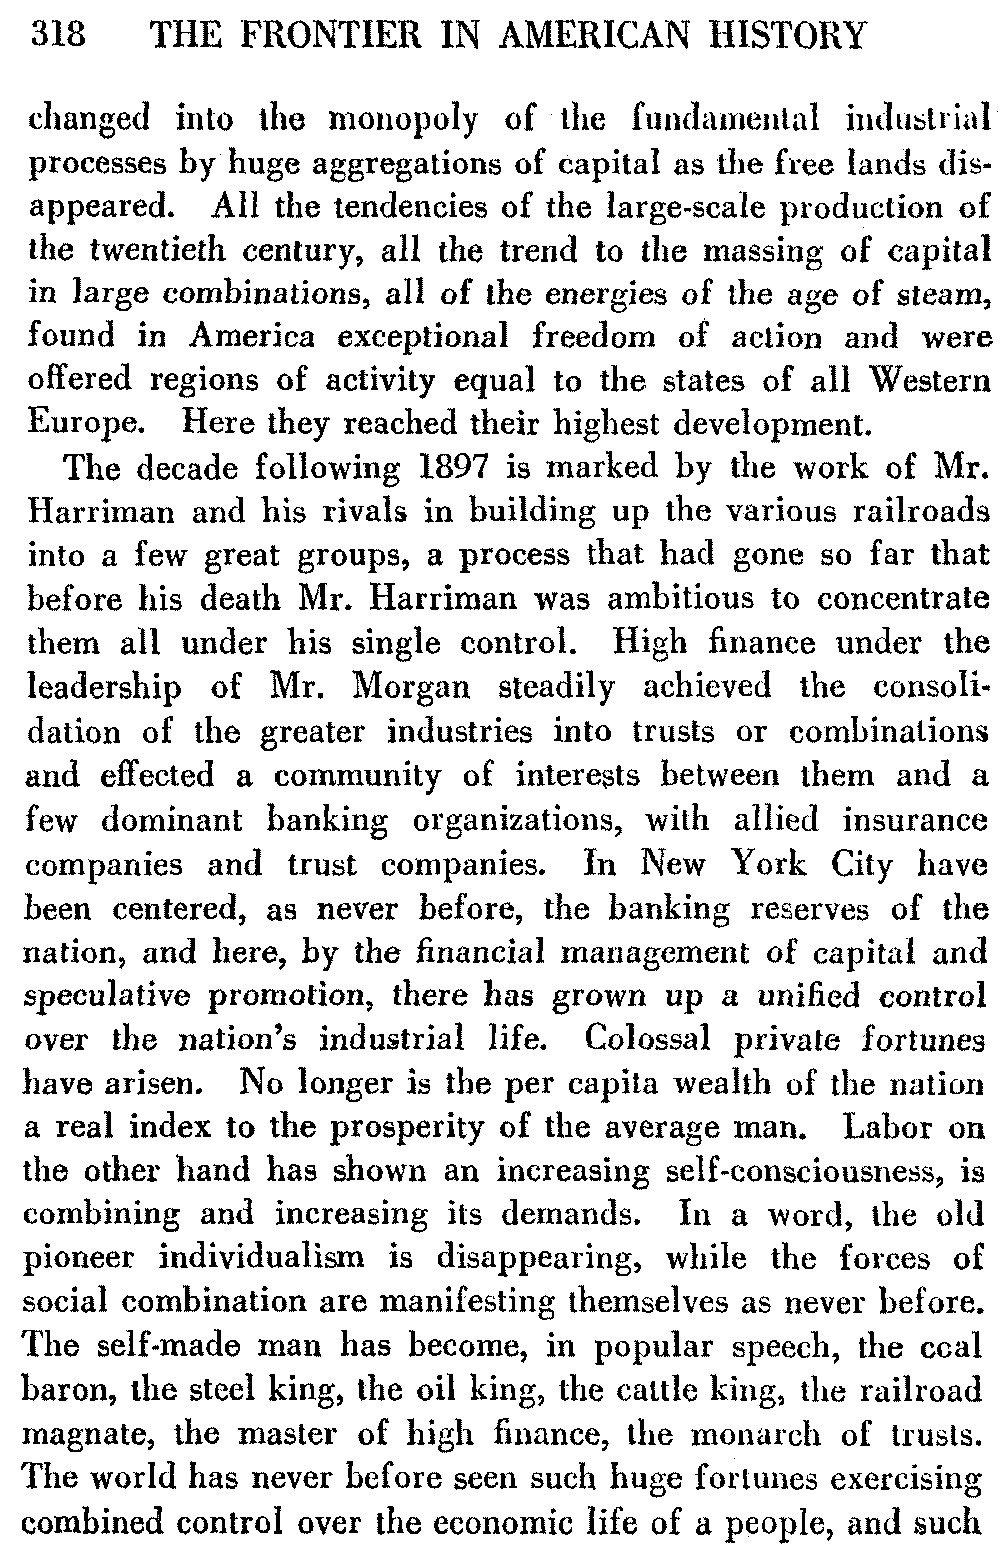 318 THE FRONTIER IN AMERICAN HISTORY
changed into the monopoly of the fundamental industrial
processes by huge aggregations of capital as the free lands dis-
appeared. All the tendencies of the large-scale production of
the twentieth century, all the trend to the massing of capital
in large combinations, all of the energies of the age of steam,
found in America exceptional freedom of action and were
offered regions of activity equal to the states of all Western
Europe. Here they reached their highest development.
The decade following 1897 is marked by the work of Mr.
Harriman and his rivals in building up the various railroads
into a few great groups, a process that had gone so far that
before his death Mr. Harriman was ambitious to concentrate
them all under his single control. High finance under the
leadership of Mr. Morgan steadily achieved the consoli-
dation of the greater industries into trusts or combinations
and effected a community of interests between them and a
few dominant banking organizations, with allied insurance
companies and trust companies. In New York City have
been centered, as never before, the banking reserves of the
nation, and here, by the financial management of capital and
speculative promotion, there has grown up a unified control
over the nation's industrial life. Colossal private fortunes
have arisen. No longer is the per capita wealth of the nation
a real index to the prosperity of the average man. Labor on
the other hand has shown an increasing self-consciousness, is
combining and increasing its demands. In a word, the old
pioneer individualism is disappearing, while the forces of
social combination are manifesting themselves as never before.
The self-made man has become, in popular speech, the coal
baron, the steel king, the oil king, the cattle king, the railroad
magnate, the master of high finance, the monarch of trusts.
The world has never before seen such huge fortunes exercising
combined control over the economic life of a people, and such